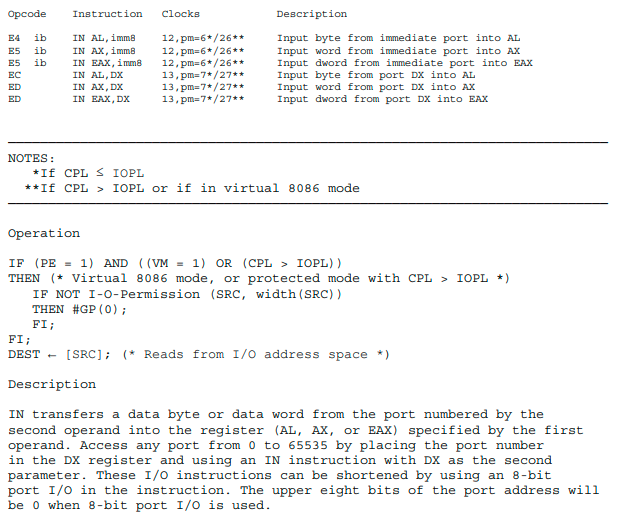 Opcode Instruction Clocks Description
E4 ib IN AL,imm8 12,pm=6*/26** Input byte from immediate port into AL
E5 ib IN AX,imm8 12,pm=6*/26** Input word from immediate port into AX
E5 ib IN EAX,imm8 12,pm=6*/26** Input dword from immediate port into EAX
EC IN AL,DX 13,pm=7*/27** Input byte from port DX into AL
ED IN AX,DX 13,pm=7*/27** Input word from port DX into AX
ED IN EAX,DX 13,pm=7*/27** Input dword from port DX into EAX
NOTES:
*If CPL ≤ IOPL
**If CPL > IOPL or if in virtual 8086 mode
Operation
IF (PE = 1) AND ((VM = 1) OR (CPL > IOPL))
THEN (* Virtual 8086 mode, or protected mode with CPL > IOPL *)
IF NOT I-O-Permission (SRC, width(SRC))
THEN #GP(0);
FI;
FI;
DEST ← [SRC]; (* Reads from I/O address space *)
Description
IN transfers a data byte or data word from the port numbered by the
second operand into the register (AL, AX, or EAX) specified by the first
operand. Access any port from 0 to 65535 by placing the port number
in the DX register and using an IN instruction with DX as the second
parameter. These I/O instructions can be shortened by using an 8-bit
port I/O in the instruction. The upper eight bits of the port address will
be 0 when 8-bit port I/O is used.